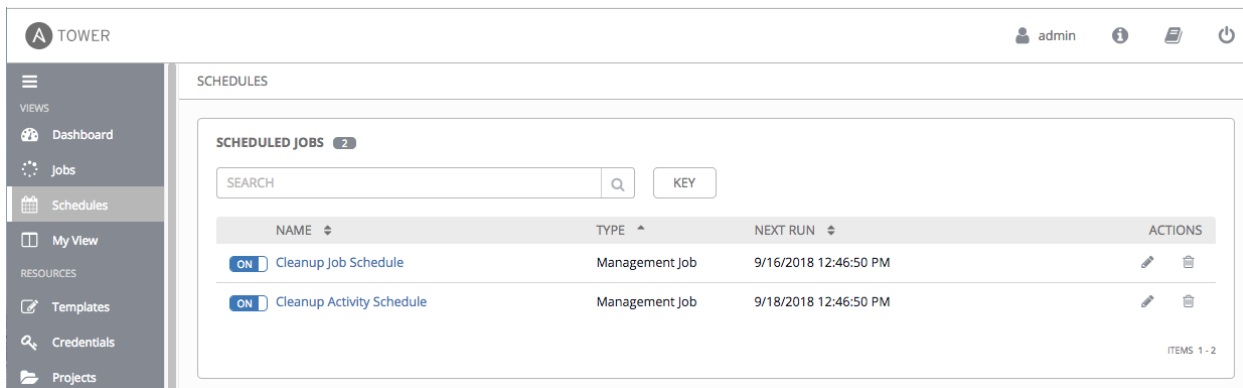 A TOWER
admin
VIEWS
Dashboard
Jobs
Schedules
My View
RESOURCES
Templates
Credentials
Projects
SCHEDULES
SCHEDULED JOBS 2
SEARCH
KEY
NAME TYPE NEXT RUN ACTIONS
ON Cleanup Job Schedule Management Job 9/16/2018 12:46:50 PM
ON Cleanup Activity Schedule Management Job 9/18/2018 12:46:50 PM
ITEMS 1 - 2